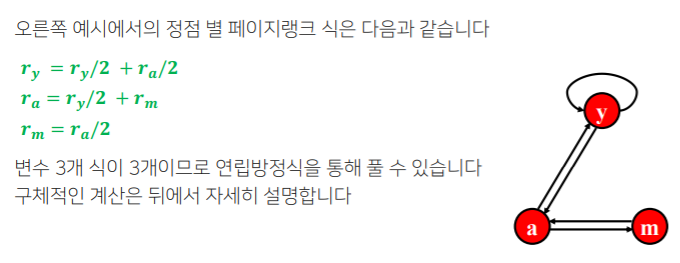 오른쪽 예시에서의 정점 별 페이지랭크 식은 다음과 같습니다
r_y = r_y/2 + r_a/2
r_a = r_y/2 + r_m
r_m = r_a/2
변수 3개 식이 3개이므로 연립방정식을 통해 풀 수 있습니다
구체적인 계산은 뒤에서 자세히 설명합니다
y
a
m